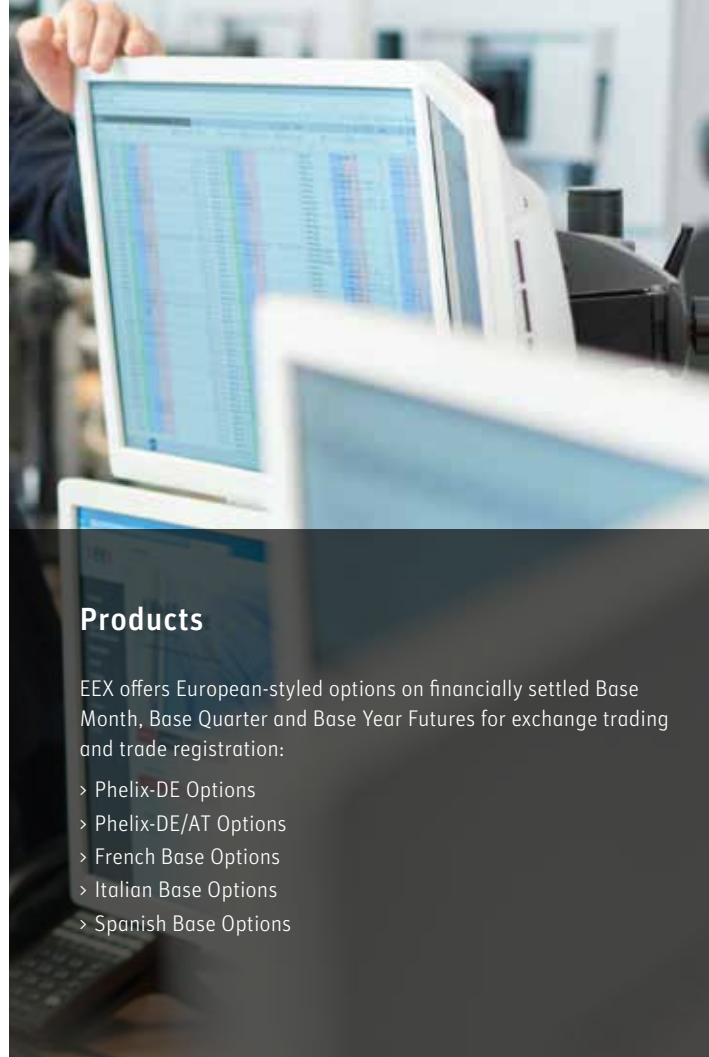 Products
EEX offers European-styled options on financially settled Base
Month, Base Quarter and Base Year Futures for exchange trading
and trade registration:
> Phelix-DE Options
> Phelix-DE/AT Options
> French Base Options
> Italian Base Options
> Spanish Base Options